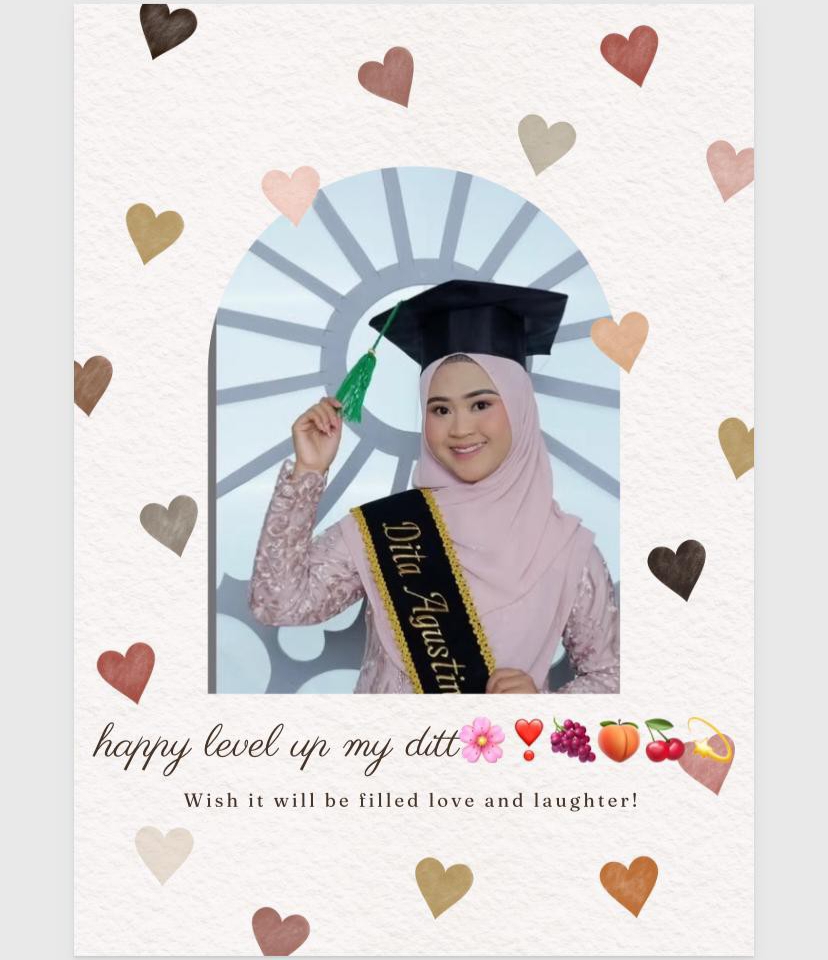 Dita Agustin
happy level up my ditt🌸❣️🍇🍑🍒💫
Wish it will be filled love and laughter!